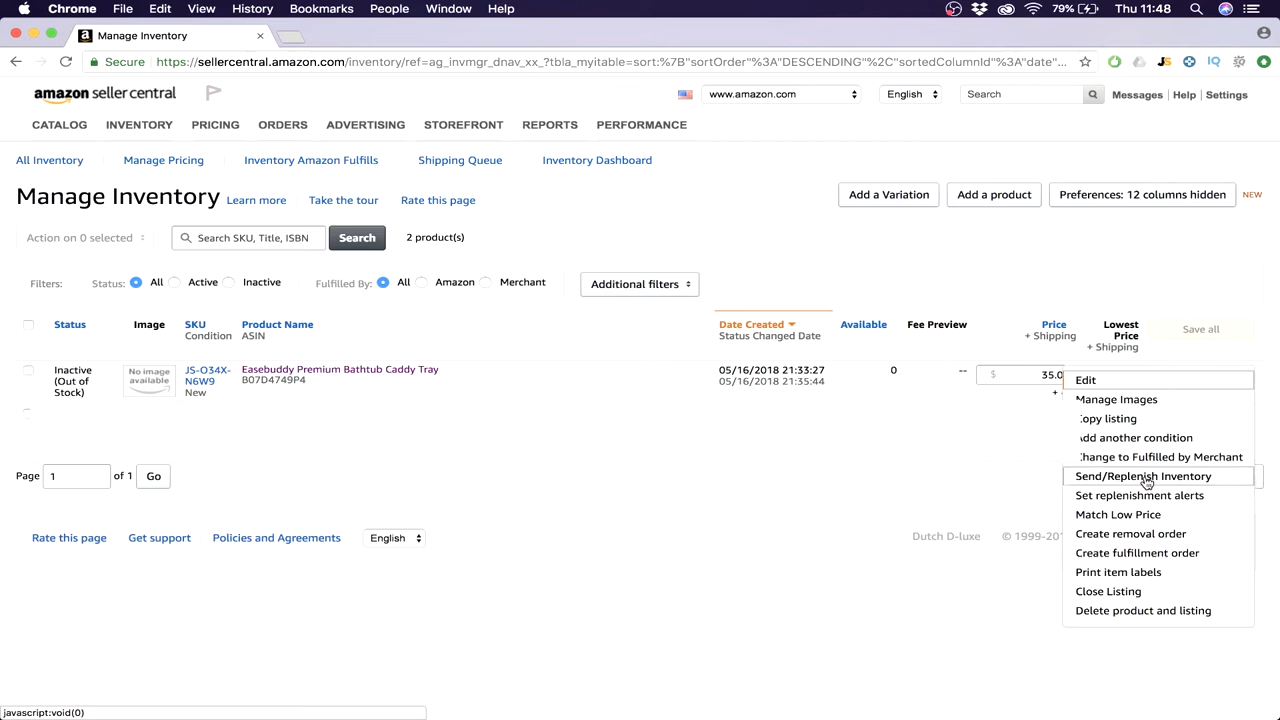 Chrome File Edit View History Bookmarks People Window Help 79% Thu 11:48
a Manage Inventory ×
Secure https://sellercentral.amazon.com/inventory/ref=ag_invmgr_dnav_xx_?tbla_myitable=sort:%7B"sortOrder"%3A"DESCENDING"%2C"sortedColumnId"%3A"date"...
amazon seller central www.amazon.com English Search Messages | Help | Settings
CATALOG INVENTORY PRICING ORDERS ADVERTISING STOREFRONT REPORTS PERFORMANCE
All Inventory Manage Pricing Inventory Amazon Fulfills Shipping Queue Inventory Dashboard
Manage Inventory Learn more Take the tour Rate this page Add a Variation Add a product Preferences: 12 columns hidden NEW
Action on 0 selected Search SKU, Title, ISBN Search 2 product(s)
Filters: Status: All Active Inactive Fulfilled By: All Amazon Merchant Additional filters
Status Image SKU Product Name Date Created Available Fee Preview Price Lowest Save all
Condition ASIN Status Changed Date + Shipping Price
+ Shipping
Inactive No image JS-O34X- Easebuddy Premium Bathtub Caddy Tray 05/16/2018 21:33:27 0 -- $ 35.0
(Out of available N6W9 B07D4749P4 05/16/2018 21:35:44
Stock) New +
Edit
Manage Images
Copy listing
Add another condition
Change to Fulfilled by Merchant
Send/Replenish Inventory
Set replenishment alerts
Match Low Price
Create removal order
Create fulfillment order
Print item labels
Close Listing
Delete product and listing
Page 1 of 1 Go
Rate this page Get support Policies and Agreements English Dutch D-luxe © 1999-201
javascript:void(0)